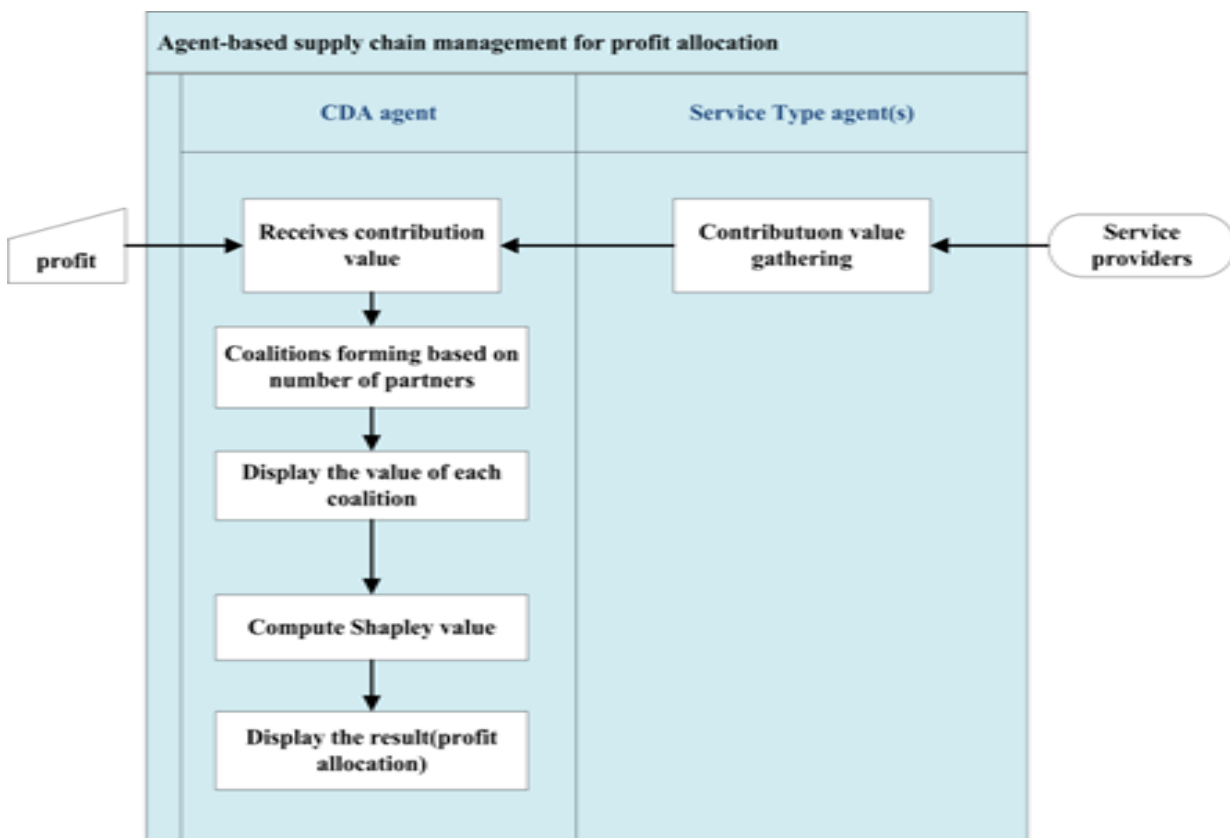 Agent-based supply chain management for profit allocation
CDA agent
Service Type agent(s)
profit
Receives contribution
value
Contributuon value
gathering
Service
providers
Coalitions forming based on
number of partners
Display the value of each
coalition
Compute Shapley value
Display the result(profit
allocation)